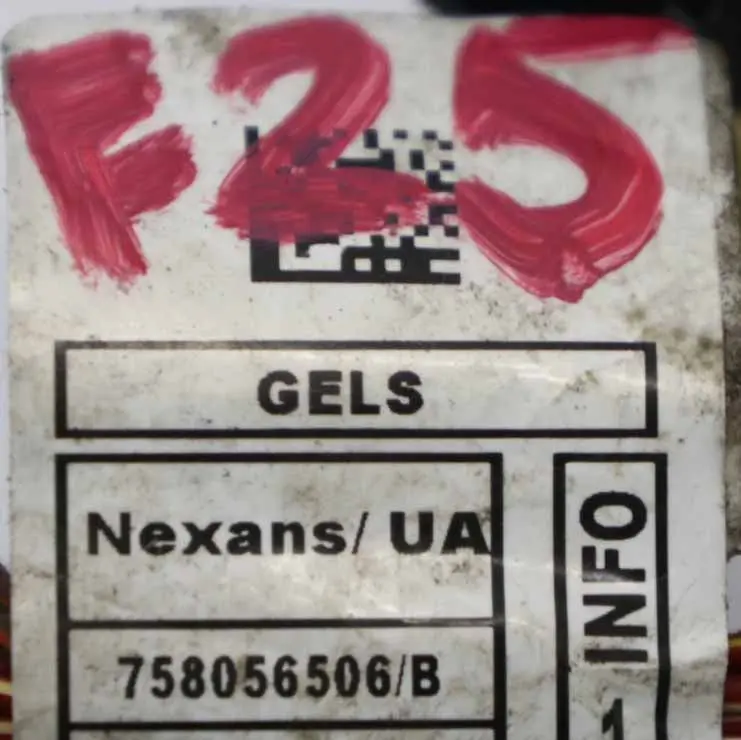 F25
GELS
Nexans/ UA
758056506/B
1 INFO